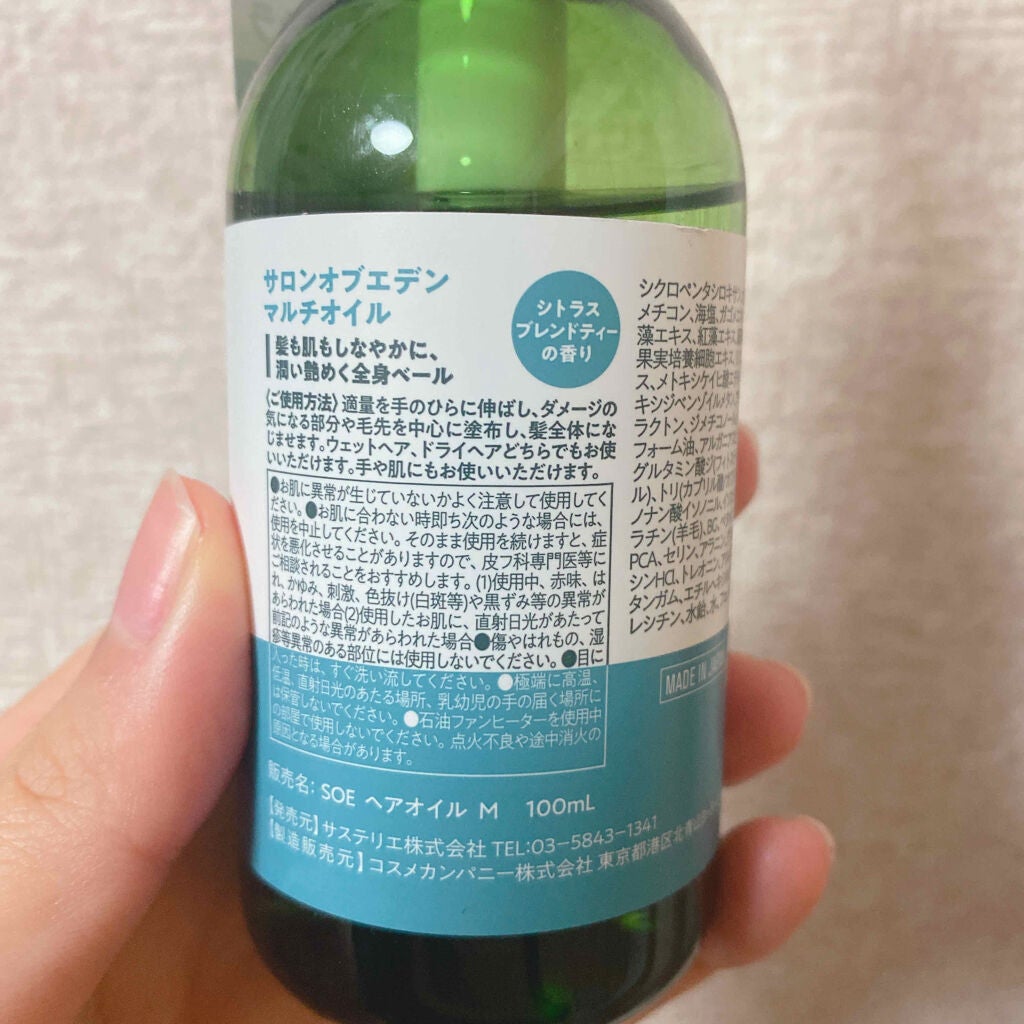 サロンオブエデン
マルチオイル
髪も肌もしなやかに、
潤い艶めく全身ベール
シトラス
ブレンドティー
の香り
〈ご使用方法〉適量を手のひらに伸ばし、ダメージの
気になる部分や毛先を中心に塗布し、髪全体にな
じませます。ウェットヘア、ドライヘアどちらでもお使
いいただけます。手や肌にもお使いいただけます。
●お肌に異常が生じていないかよく注意して使用してく
ださい。●お肌に合わない時即ち次のような場合には、
使用を中止してください。そのまま使用を続けますと、症
状を悪化させることがありますので、皮フ科専門医等に
ご相談されることをおすすめします。(1)使用中、赤味、は
れ、かゆみ、刺激、色抜け(白斑等)や黒ずみ等の異常が
あらわれた場合(2)使用したお肌に、直射日光があたって
前記のような異常があらわれた場合●傷やはれもの、湿
疹等異常のある部位には使用しないでください。●目に
入った時は、すぐ洗い流してください。●極端に高温、
低温、直射日光のあたる場所、乳幼児の手の届く場所に
は保管しないでください。●石油ファンヒーターを使用中
の部屋で使用しないでください。点火不良や途中消火の
原因となる場合があります。
販売名: SOE ヘアオイル M 100mL
【発売元】サステリエ株式会社 TEL:03-5843-1341
【製造販売元】コスメカンパニー株式会社 東京都港区北青山
シクロペンタシロキサン、
メチコン、海塩、ガゴメコ
藻エキス、紅藻エキス、
果実培養細胞エキス、
ス、メトキシケイヒ酸エチ
キシジベンゾイルメタン、
ラクトン、ジメチコノール
フォーム油、アルガニアス
グルタミン酸ジ(フィトス
ル)、トリ(カプリル酸
ノナン酸イソノニル、
ラチン(羊毛)、BG、
PCA、セリン、アラニン、
シンHCl、トレオニン、
タンガム、エチルヘキ
レシチン、水飴、水、
MADE IN JAPAN